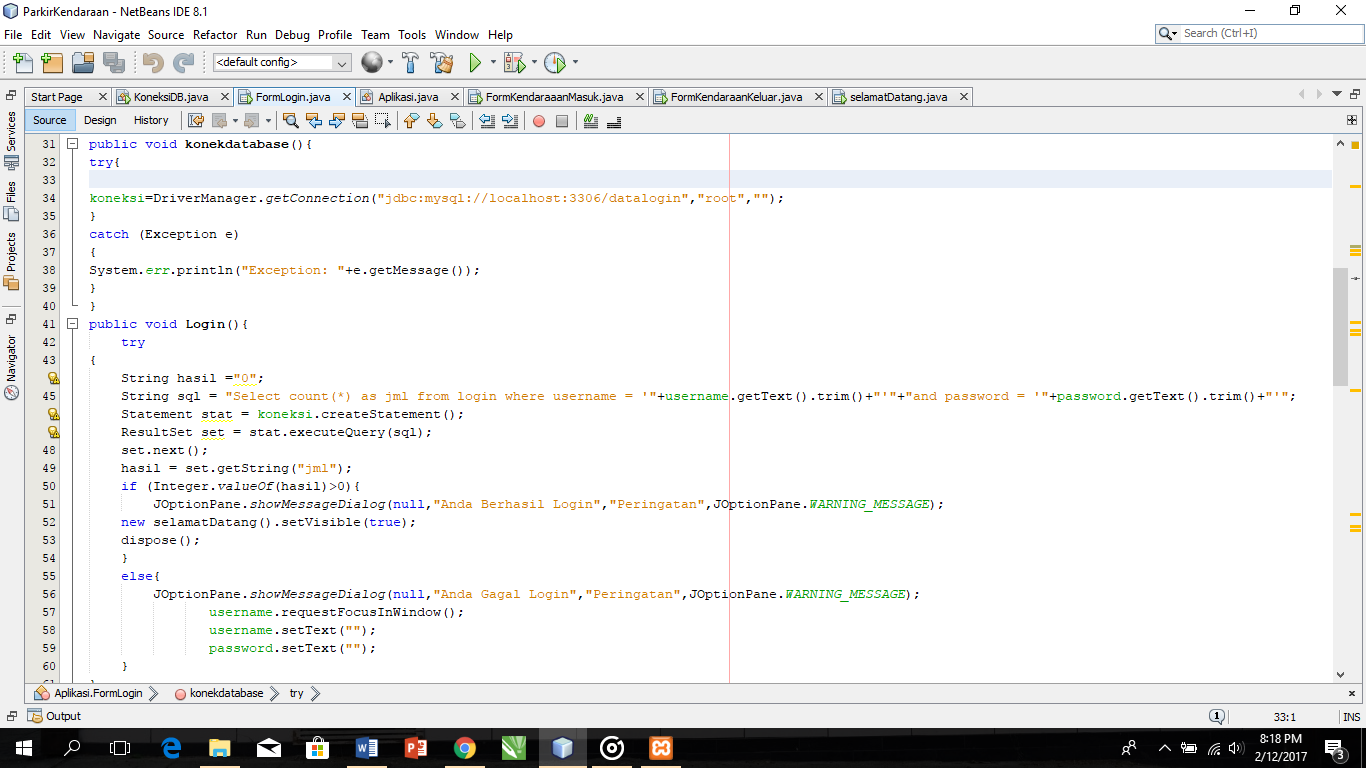 ParkirKendaraan - NetBeans IDE 8.1
File Edit View Navigate Source Refactor Run Debug Profile Team Tools Window Help
Search (Ctrl+I)
<default config>
Start Page KoneksiDB.java FormLogin.java Aplikasi.java FormKendaraaanMasuk.java FormKendaraanKeluar.java selamatDatang.java
Source Design History
Services
Files
Projects
Navigator
31 public void konekdatabase(){
32 try{
33
34 koneksi=DriverManager.getConnection("jdbc:mysql://localhost:3306/datalogin","root","");
35 }
36 catch (Exception e)
37 {
38 System.err.println("Exception: "+e.getMessage());
39 }
40 }
41 public void Login(){
42 try
43 {
String hasil ="0";
45 String sql = "Select count(*) as jml from login where username = '"+username.getText().trim()+"'"+"and password = '"+password.getText().trim()+"'";
Statement stat = koneksi.createStatement();
ResultSet set = stat.executeQuery(sql);
48 set.next();
49 hasil = set.getString("jml");
50 if (Integer.valueOf(hasil)>0){
51 JOptionPane.showMessageDialog(null,"Anda Berhasil Login","Peringatan",JOptionPane.WARNING_MESSAGE);
52 new selamatDatang().setVisible(true);
53 dispose();
54 }
55 else{
56 JOptionPane.showMessageDialog(null,"Anda Gagal Login","Peringatan",JOptionPane.WARNING_MESSAGE);
57 username.requestFocusInWindow();
58 username.setText("");
59 password.setText("");
60 }
Aplikasi.FormLogin konekdatabase try
Output
1
33:1
INS
8:18 PM
2/12/2017
3